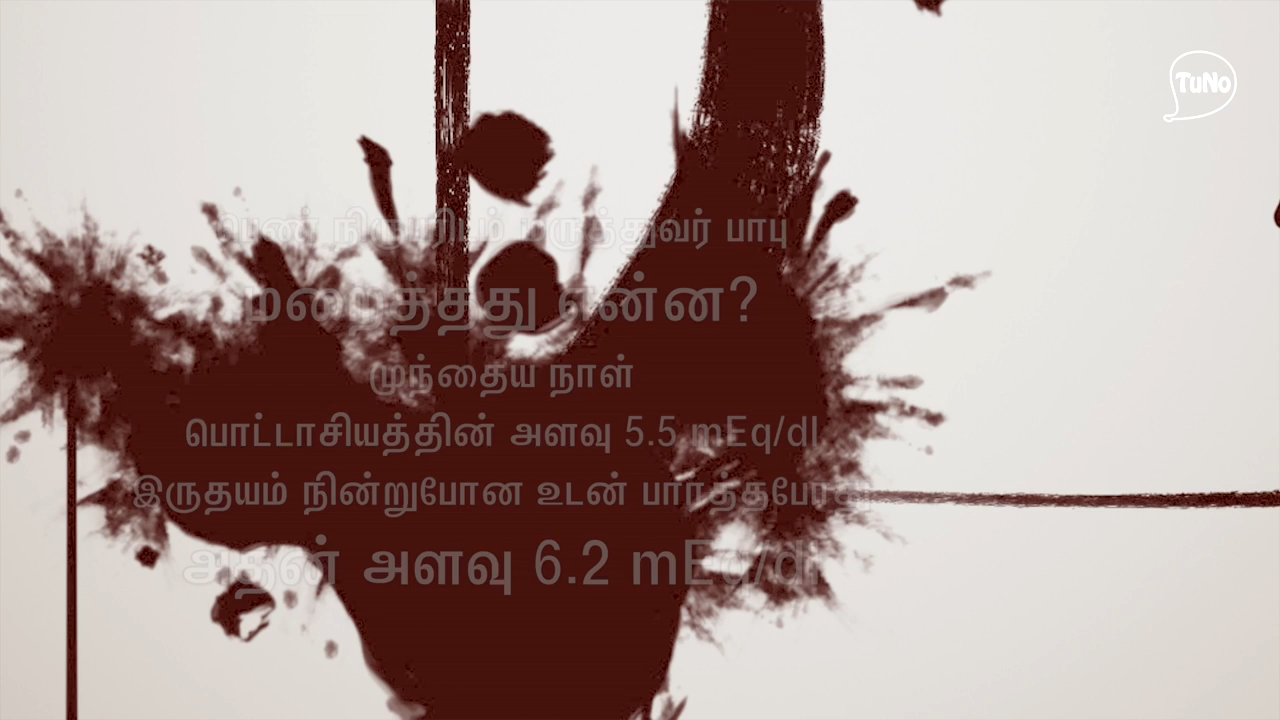 TuNo
மருத்துவர் பாபு
மறைத்தது என்ன?
முந்தைய நாள்
பொட்டாசியத்தின் அளவு 5.5 mEq/dl
இருதயம் நின்றுபோன உடன் பார்த்தபோது
அதன் அளவு 6.2 mEq/dl